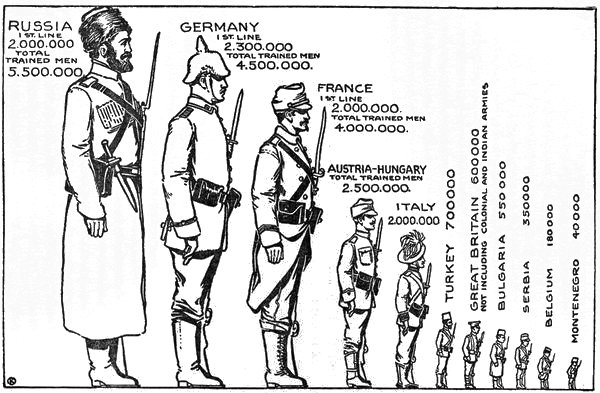 RUSSIA
1ST. LINE
2.000.000
TOTAL
TRAINED MEN
5.500.000.
GERMANY
1ST. LINE
2.300.000
TOTAL TRAINED MEN
4.500.000.
FRANCE
1ST LINE
2.000.000.
TOTAL TRAINED MEN
4.000.000.
AUSTRIA-HUNGARY
TOTAL TRAINED MEN
2.500.000.
ITALY
2.000.000
TURKEY 700000
GREAT BRITAIN 600000
NOT INCLUDING COLONIAL AND INDIAN ARMIES
BULGARIA 550000
SERBIA 350000
BELGIUM 180000
MONTENEGRO 40000